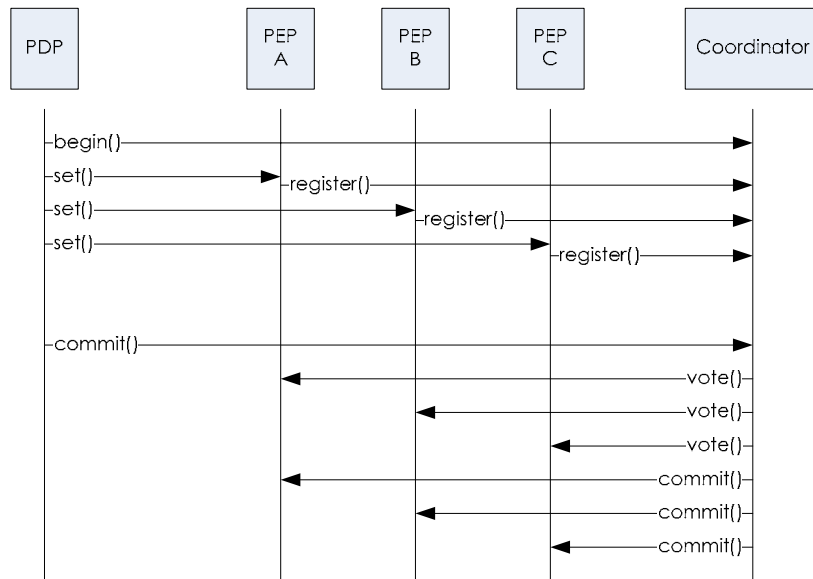 PDP
PEP
A
PEP
B
PEP
C
Coordinator
begin()
set()
register()
set()
register()
set()
register()
commit()
vote()
vote()
vote()
commit()
commit()
commit()